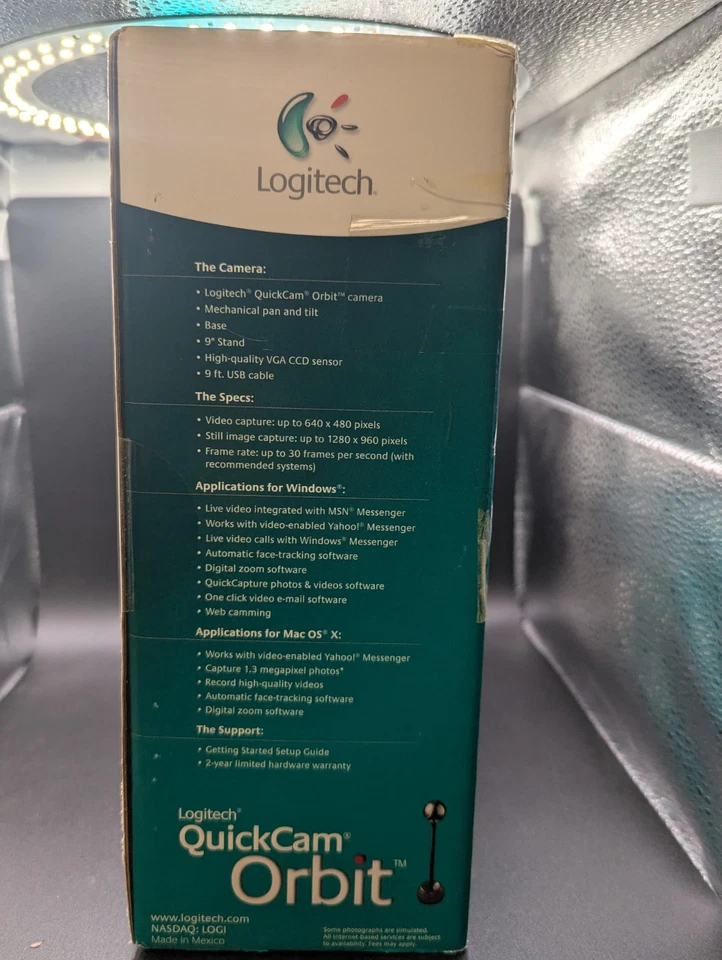 Logitech®
The Camera:
• Logitech® QuickCam® Orbit™ camera
• Mechanical pan and tilt
• Base
• 9" Stand
• High-quality VGA CCD sensor
• 9 ft. USB cable
The Specs:
• Video capture: up to 640 x 480 pixels
• Still image capture: up to 1280 x 960 pixels
• Frame rate: up to 30 frames per second (with
recommended systems)
Applications for Windows®:
• Live video integrated with MSN® Messenger
• Works with video-enabled Yahoo!® Messenger
• Live video calls with Windows® Messenger
• Automatic face-tracking software
• Digital zoom software
• QuickCapture photos & videos software
• One click video e-mail software
• Web camming
Applications for Mac OS® X:
• Works with video-enabled Yahoo!® Messenger
• Capture 1.3 megapixel photos*
• Record high-quality videos
• Automatic face-tracking software
• Digital zoom software
The Support:
• Getting Started Setup Guide
• 2-year limited hardware warranty
Logitech®
QuickCam®
Orbit™
www.logitech.com
NASDAQ: LOGI
Made in Mexico
Some photographs are simulated.
All internet-based services are subject
to availability. Fees may apply.